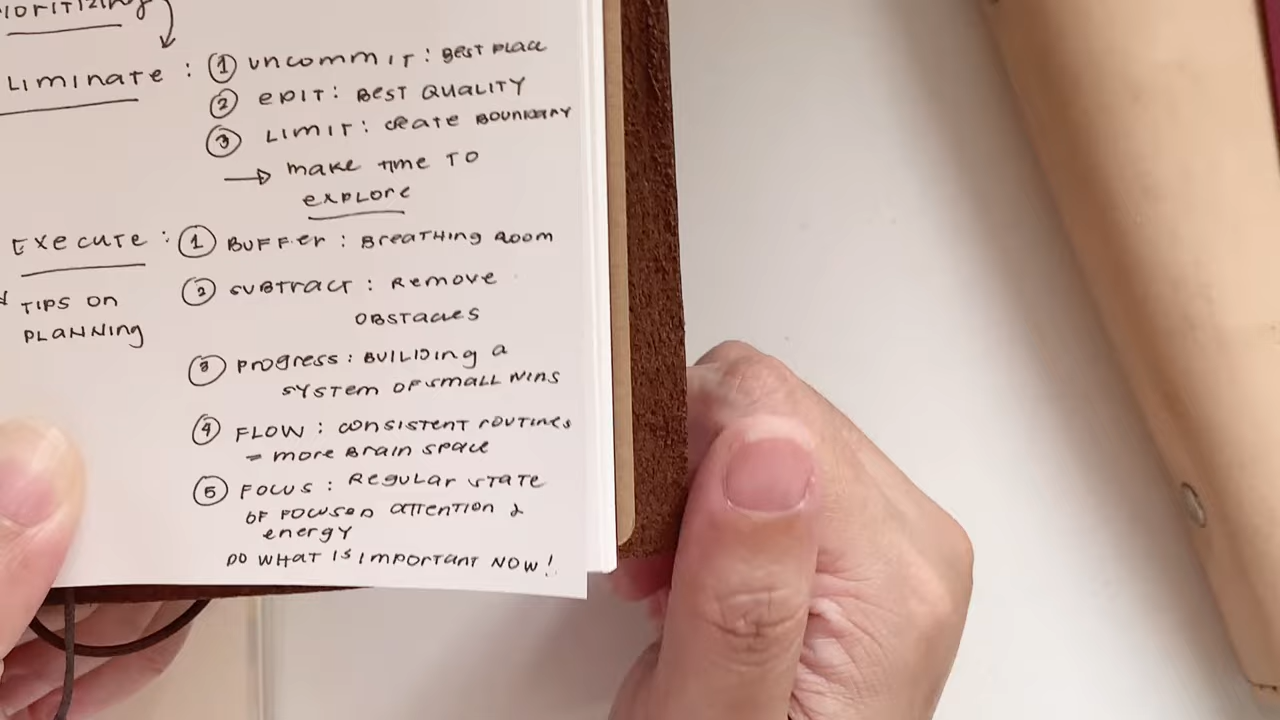 LIMINATE : ① UNCOMMIT : BEST PLACE
② EDIT : BEST QUALITY
③ LIMIT : CREATE BOUNDARY
→ MAKE TIME TO
EXPLORE
EXECUTE : ① BUFFER : BREATHING ROOM
TIPS ON
PLANNING
② SUBTRACT : REMOVE
OBSTACLES
③ PROGRESS : BUILDING A
SYSTEM OF SMALL WINS
④ FLOW : CONSISTENT ROUTINES
= MORE BRAIN SPACE
⑤ FOCUS : REGULAR STATE
OF FOCUSED ATTENTION &
ENERGY
DO WHAT IS IMPORTANT NOW!